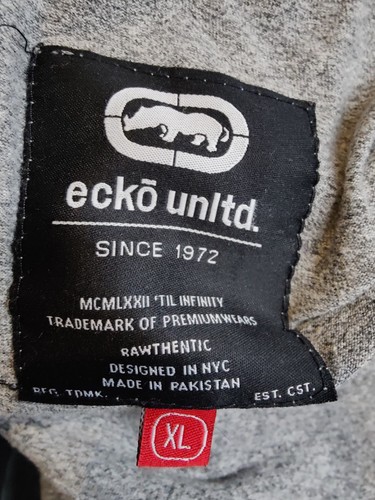 eckō unltd.
SINCE 1972
MCMLXXII 'TIL INFINITY
TRADEMARK OF PREMIUMWEARS
RAWTHENTIC
DESIGNED IN NYC
MADE IN PAKISTAN
REG. TDMK. EST. CST.
XL